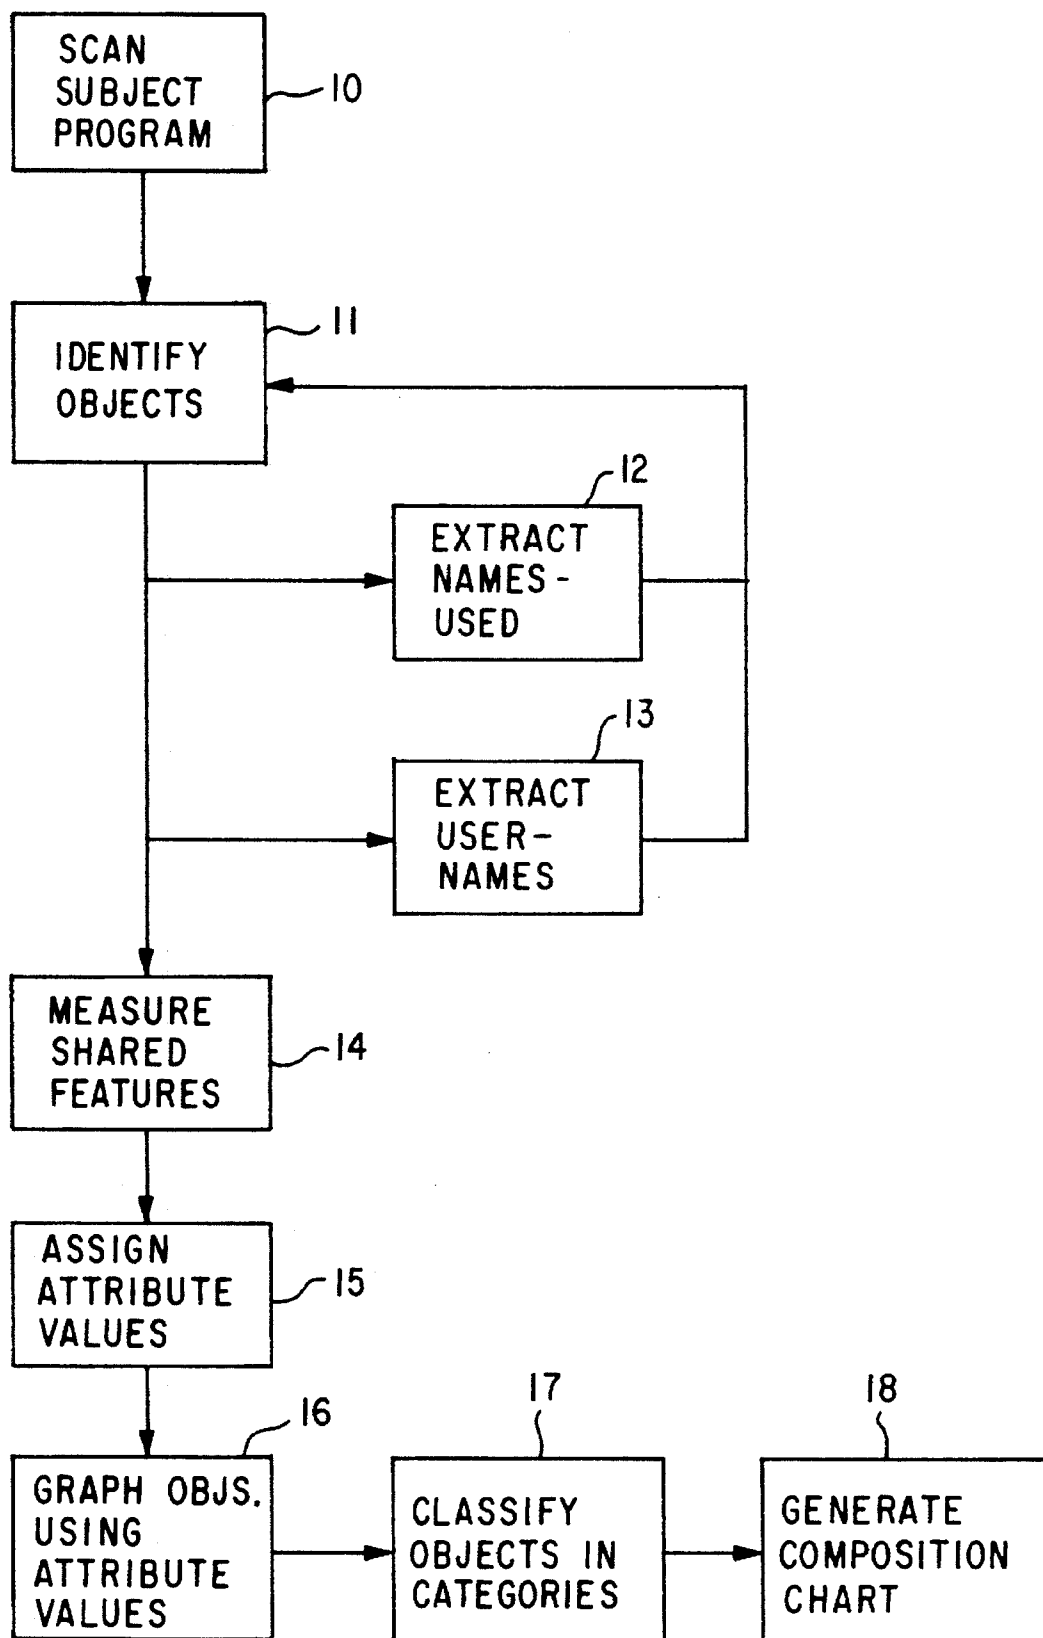 SCAN
SUBJECT
PROGRAM
10
IDENTIFY
OBJECTS
11
EXTRACT
NAMES-
USED
12
EXTRACT
USER-
NAMES
13
MEASURE
SHARED
FEATURES
14
ASSIGN
ATTRIBUTE
VALUES
15
GRAPH OBJS.
USING
ATTRIBUTE
VALUES
16
CLASSIFY
OBJECTS IN
CATEGORIES
17
GENERATE
COMPOSITION
CHART
18